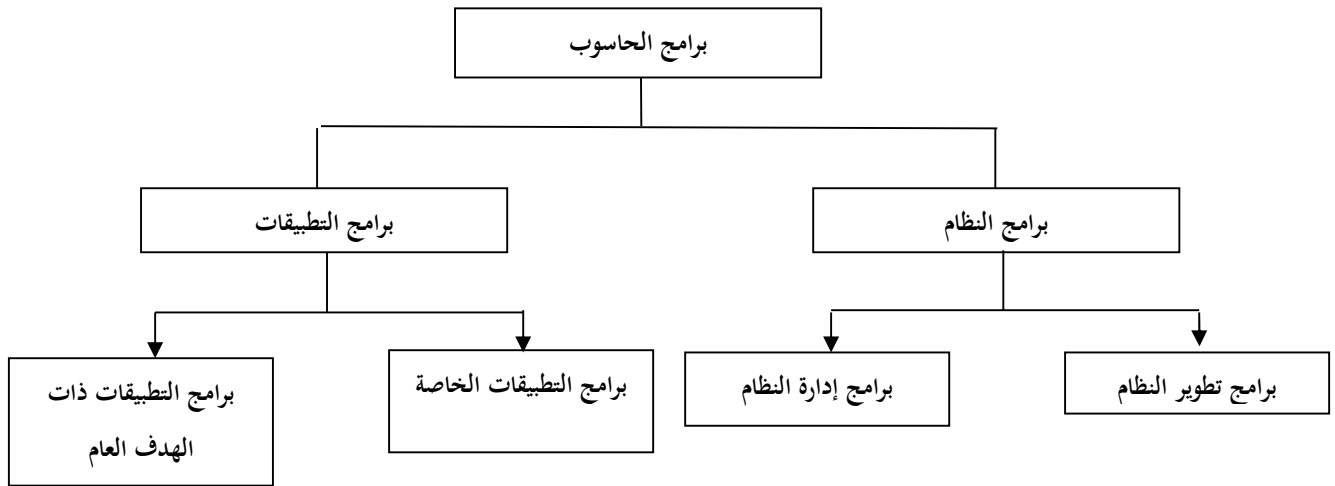 برامج الحاسوب
برامج النظام
برامج التطبيقات
برامج تطوير النظام
برامج إدارة النظام
برامج التطبيقات الخاصة
برامج التطبيقات ذات
الهدف العام